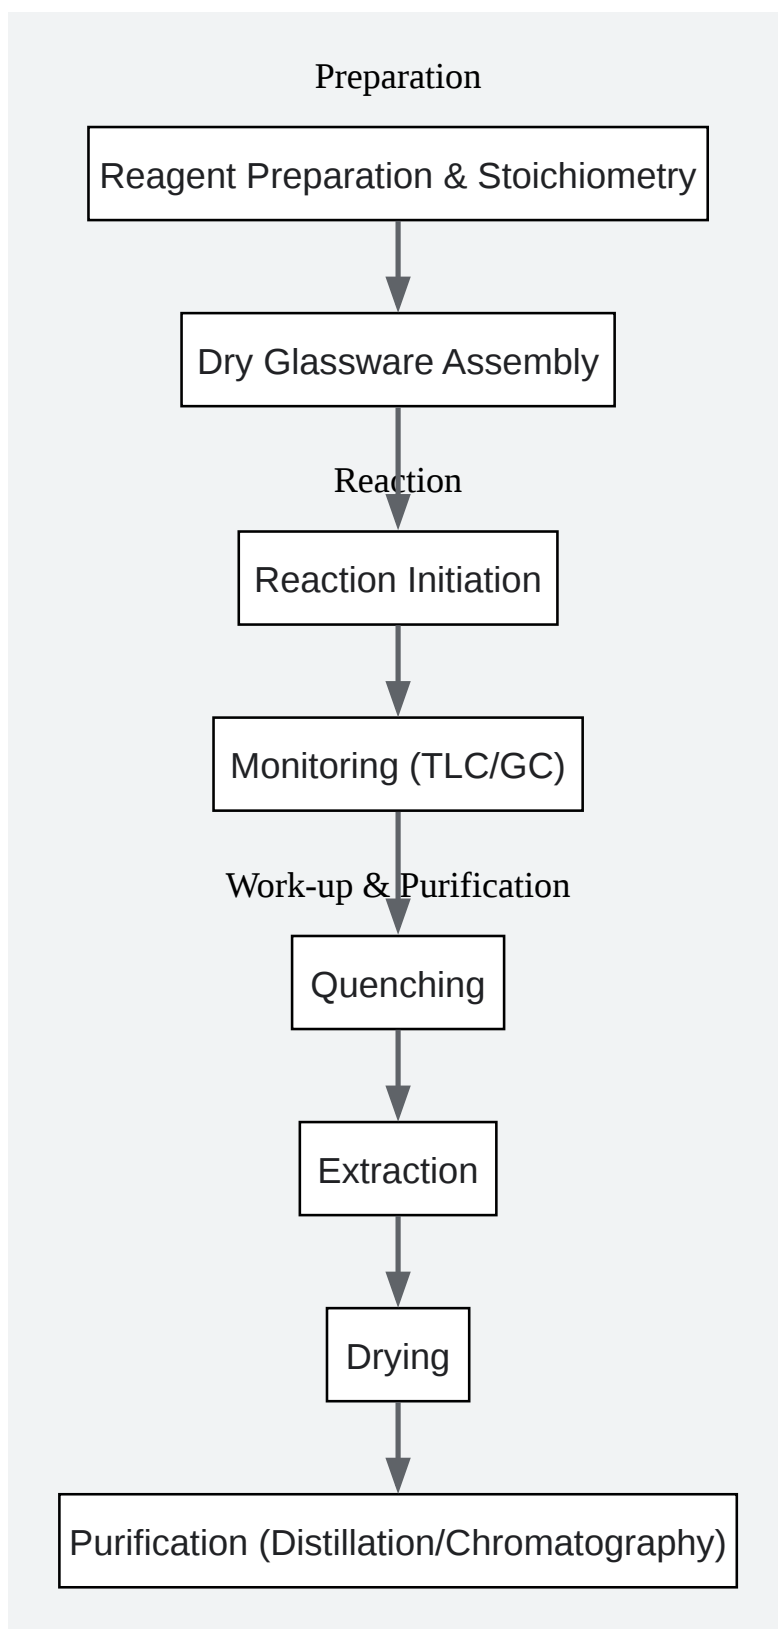 Preparation
Reagent Preparation & Stoichiometry
Dry Glassware Assembly
Reaction
Reaction Initiation
Monitoring (TLC/GC)
Work-up & Purification
Quenching
Extraction
Drying
Purification (Distillation/Chromatography)